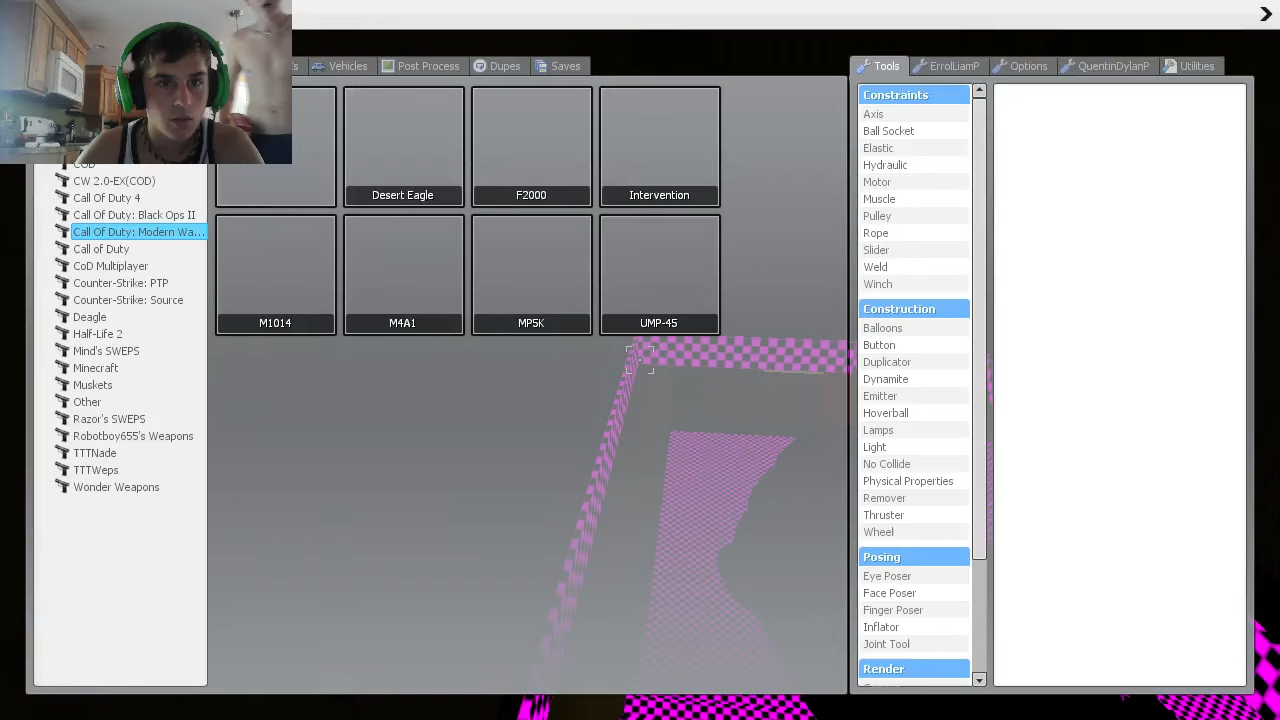 Vehicles
Post Process
Dupes
Saves
Tools
ErrolLiamP
Options
QuentinDylanP
Utilities
COD
CW 2.0-EX(COD)
Call Of Duty 4
Call Of Duty: Black Ops II
Call Of Duty: Modern Wa...
Call of Duty
CoD Multiplayer
Counter-Strike: PTP
Counter-Strike: Source
Deagle
Half-Life 2
Mind's SWEPS
Minecraft
Muskets
Other
Razor's SWEPS
Robotboy655's Weapons
TTTNade
TTTWeps
Wonder Weapons
Desert Eagle
F2000
Intervention
M1014
M4A1
MP5K
UMP-45
Constraints
Axis
Ball Socket
Elastic
Hydraulic
Motor
Muscle
Pulley
Rope
Slider
Weld
Winch
Construction
Balloons
Button
Duplicator
Dynamite
Emitter
Hoverball
Lamps
Light
No Collide
Physical Properties
Remover
Thruster
Wheel
Posing
Eye Poser
Face Poser
Finger Poser
Inflator
Joint Tool
Render